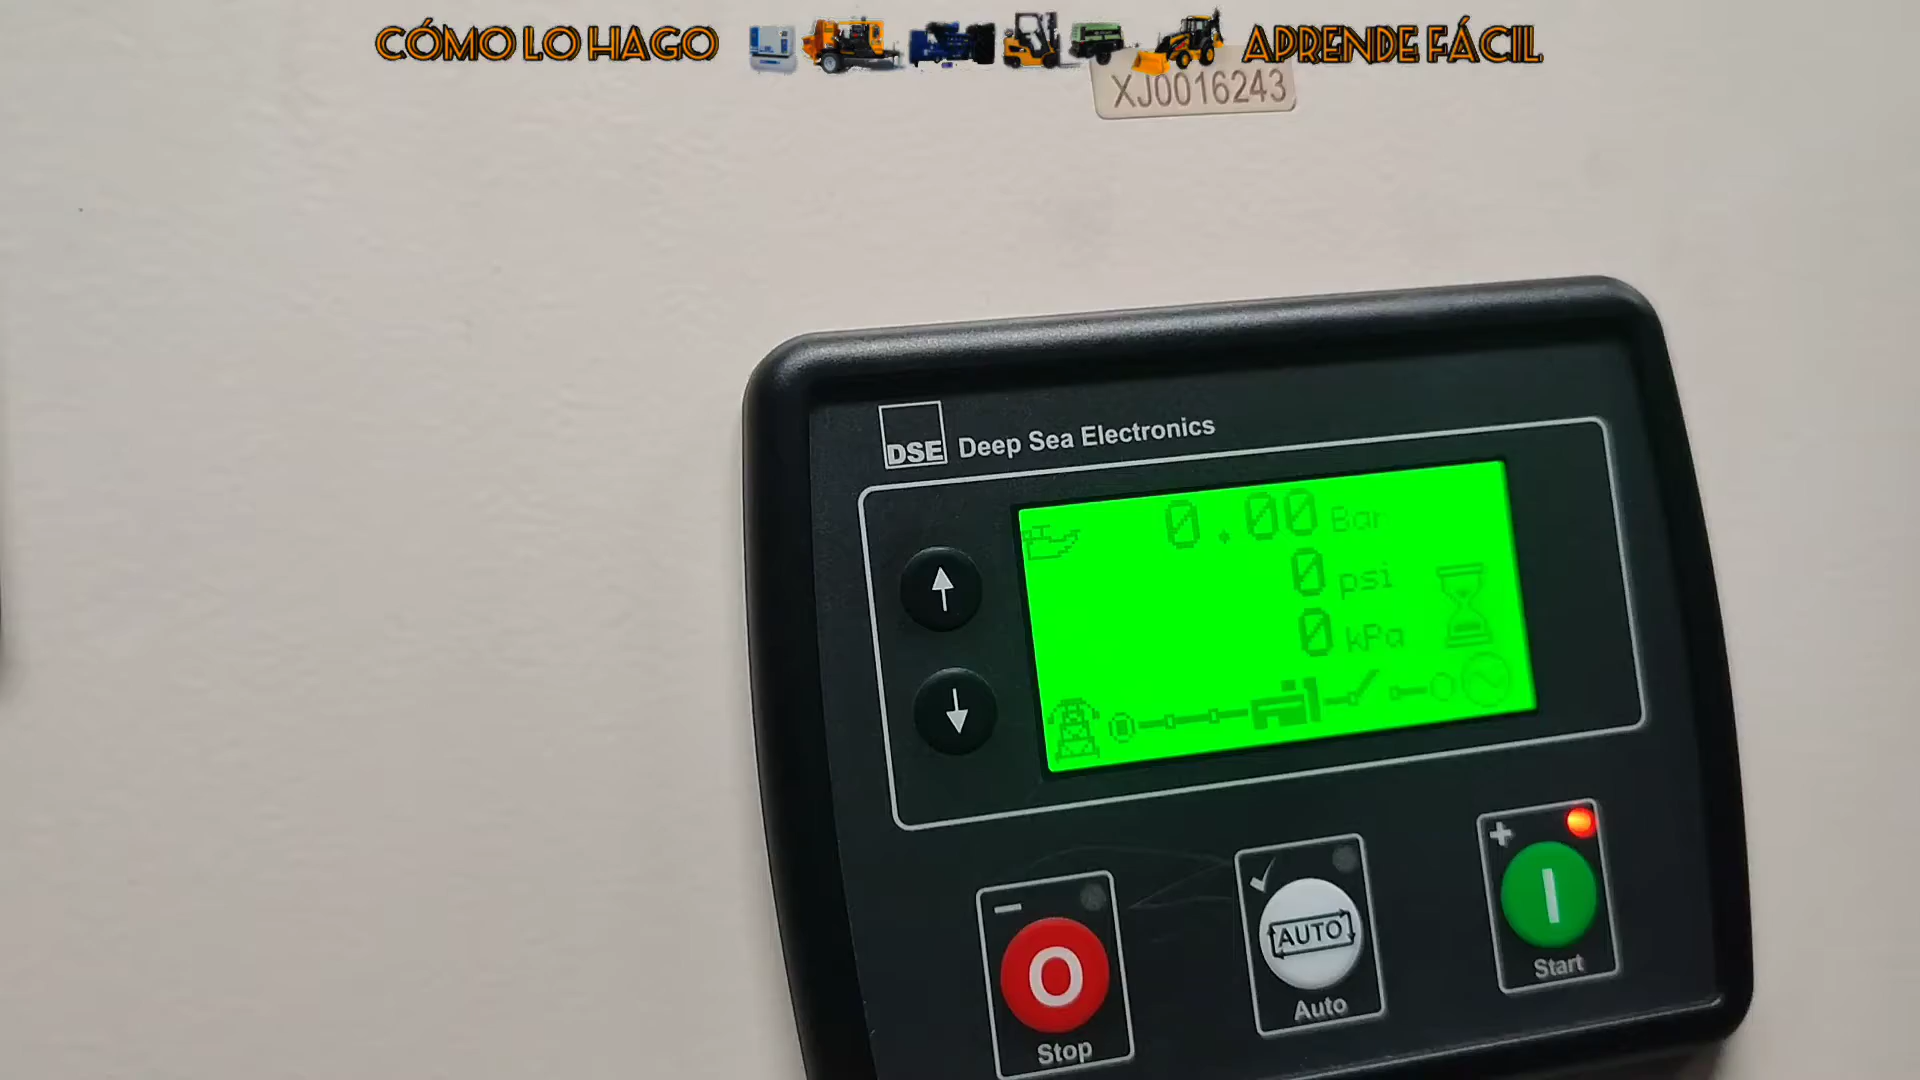 CÓMO LO HAGO
APRENDE FÁCIL
XJ0016243
DSE Deep Sea Electronics
0.00 Bar
0 psi
0 kPa
Stop
AUTO
Auto
Start